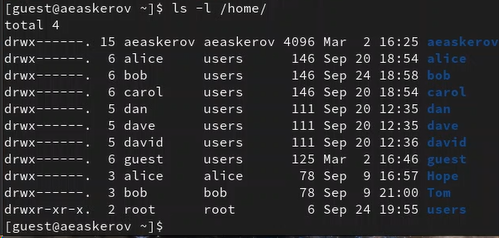 [guest@aeaskerov ~]$ ls -l /home/
total 4
drwx------. 15 aeaskerov aeaskerov 4096 Mar  2 16:25 aeaskerov
drwx------.  6 alice     users      146 Sep 20 18:54 alice
drwx------.  6 bob       users      146 Sep 24 18:58 bob
drwx------.  6 carol     users      146 Sep 20 18:54 carol
drwx------.  5 dan       users      111 Sep 20 12:35 dan
drwx------.  5 dave      users      111 Sep 20 12:35 dave
drwx------.  5 david     users      111 Sep 20 12:36 david
drwx------.  6 guest     users      125 Mar  2 16:46 guest
drwx------.  3 alice     alice       78 Sep  9 16:57 Hope
drwx------.  3 bob       bob         78 Sep  9 21:00 Tom
drwxr-xr-x.  2 root      root         6 Sep 24 19:55 users
[guest@aeaskerov ~]$